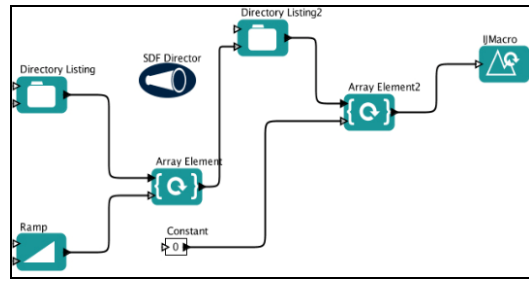 Directory Listing2
IJMacro
SDF Director
Directory Listing
Array Element2
Array Element
Ramp
Constant
0